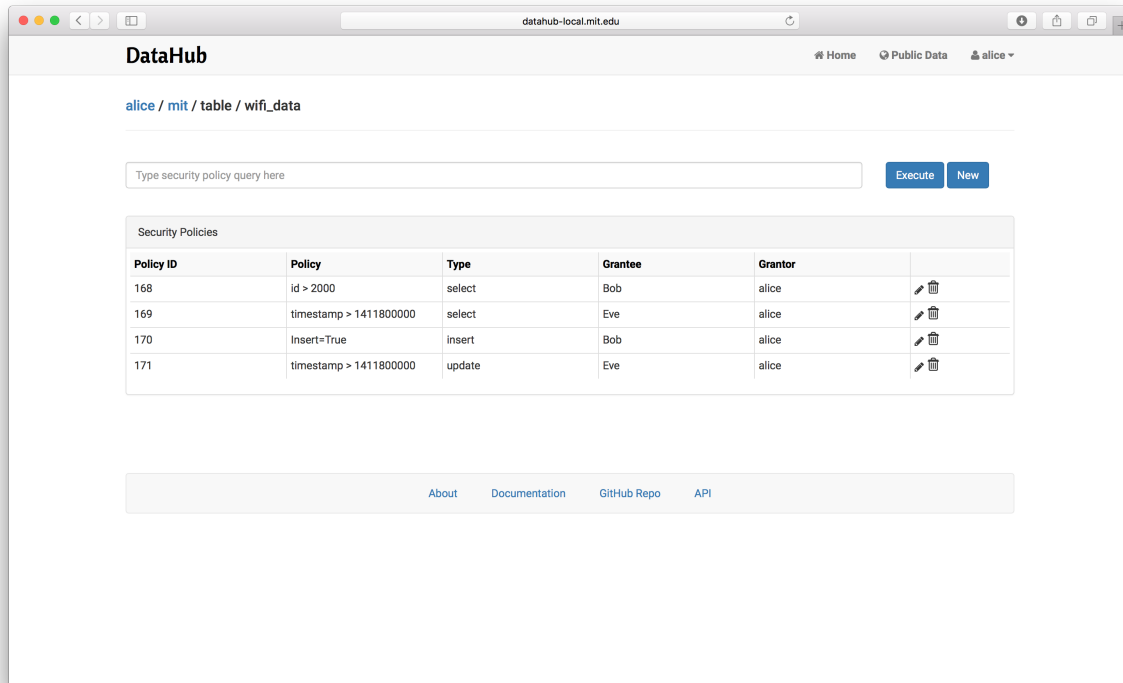 datahub-local.mit.edu
DataHub
Home Public Data alice
alice / mit / table / wifi_data
Type security policy query here
Execute New
Security Policies
Policy ID Policy Type Grantee Grantor
168 id > 2000 select Bob alice
169 timestamp > 1411800000 select Eve alice
170 Insert=True insert Bob alice
171 timestamp > 1411800000 update Eve alice
About Documentation GitHub Repo API